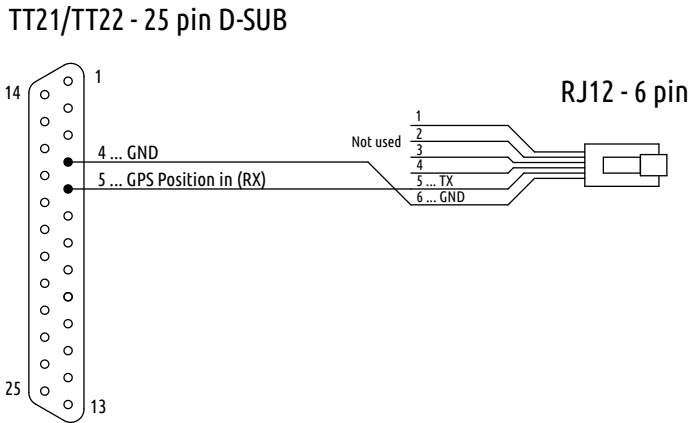 TT21/TT22 - 25 pin D-SUB
RJ12 - 6 pin
1
14
4 ... GND
5 ... GPS Position in (RX)
25
13
Not used
1
2
3
4
5 ... TX
6 ... GND